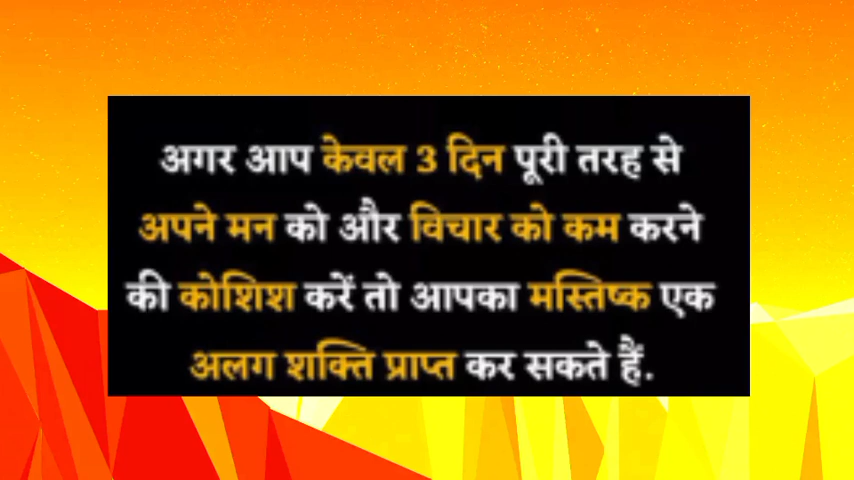 अगर आप केवल 3 दिन पूरी तरह से
अपने मन को और विचार को कम करने
की कोशिश करें तो आपका मस्तिष्क एक
अलग शक्ति प्राप्त कर सकते हैं.